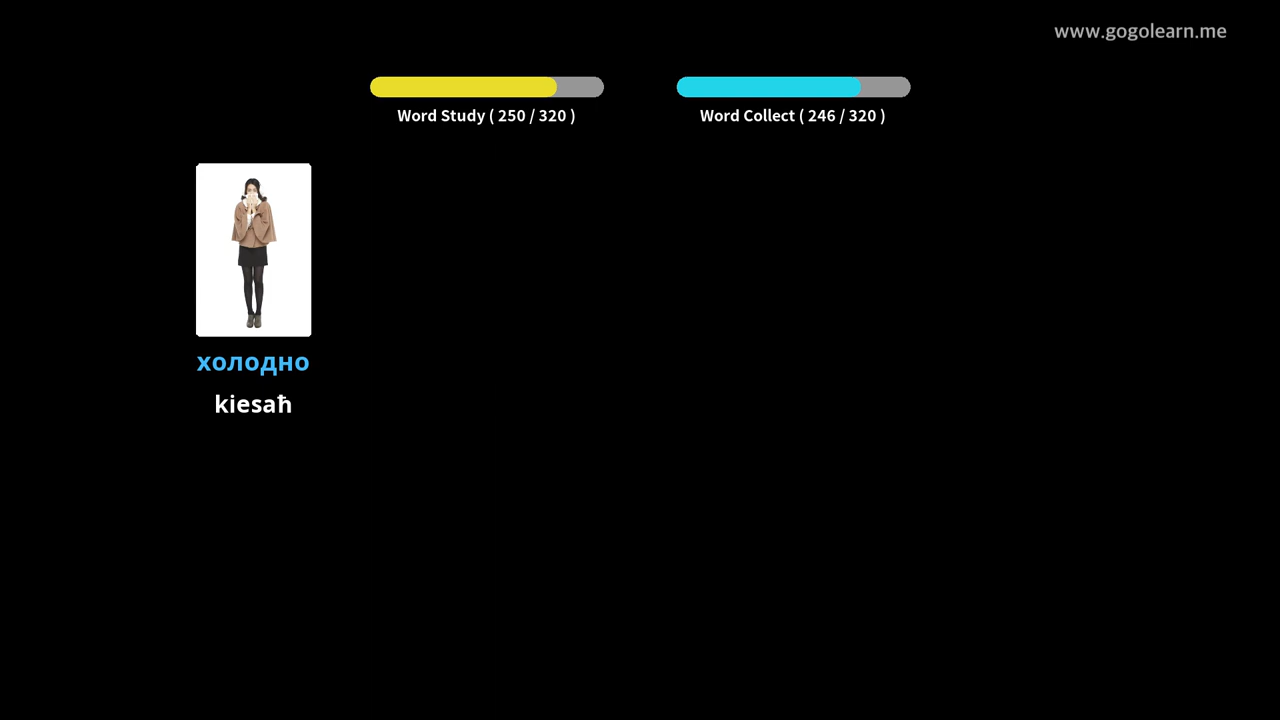 www.gogolearn.me
Word Study ( 250 / 320 )
Word Collect ( 246 / 320 )
холодно
kiesaħ